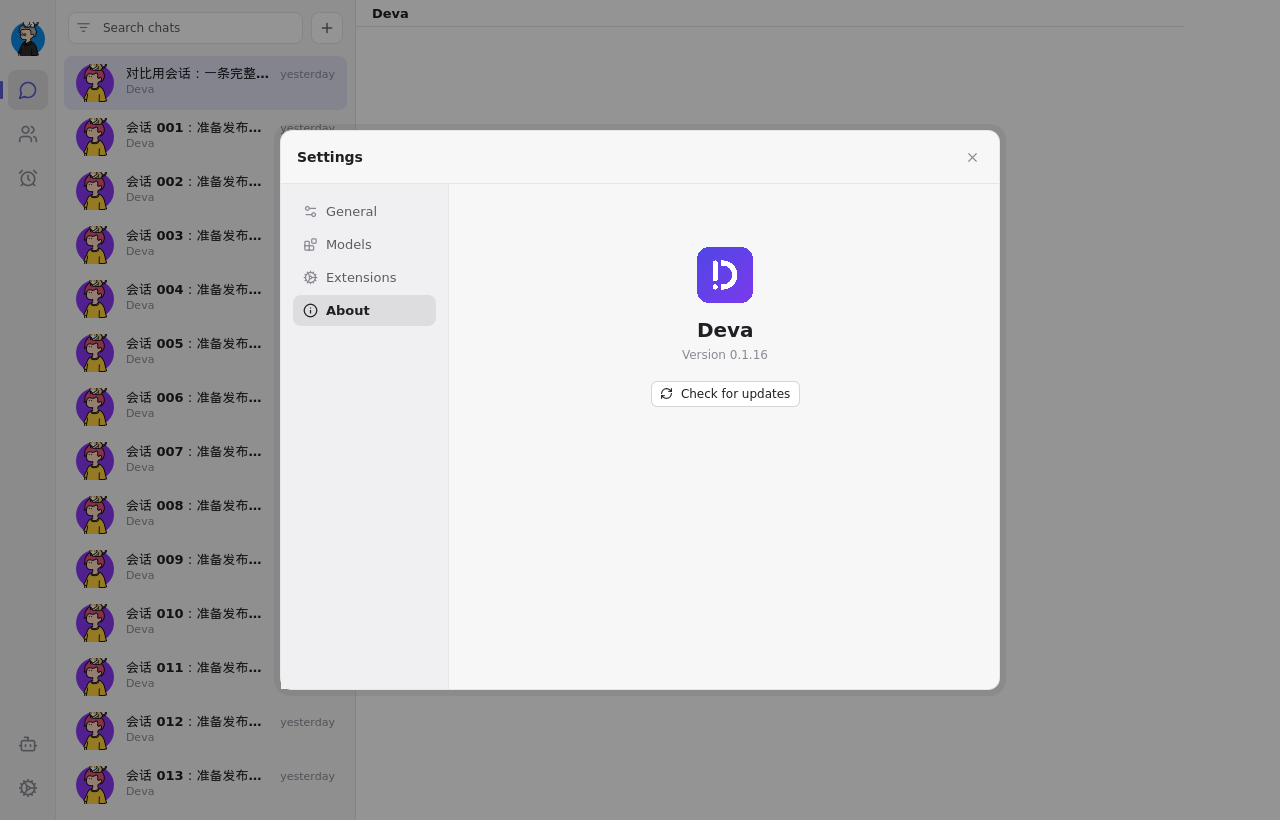 Search chats
Deva
对比用会话：一条完整… yesterday
Deva
会话 001：准备发布… yesterday
Deva
会话 002：准备发布…
Deva
会话 003：准备发布…
Deva
会话 004：准备发布…
Deva
会话 005：准备发布…
Deva
会话 006：准备发布…
Deva
会话 007：准备发布…
Deva
会话 008：准备发布…
Deva
会话 009：准备发布…
Deva
会话 010：准备发布…
Deva
会话 011：准备发布…
Deva
会话 012：准备发布… yesterday
Deva
会话 013：准备发布… yesterday
Deva
Settings
General
Models
Extensions
About
Deva
Version 0.1.16
Check for updates